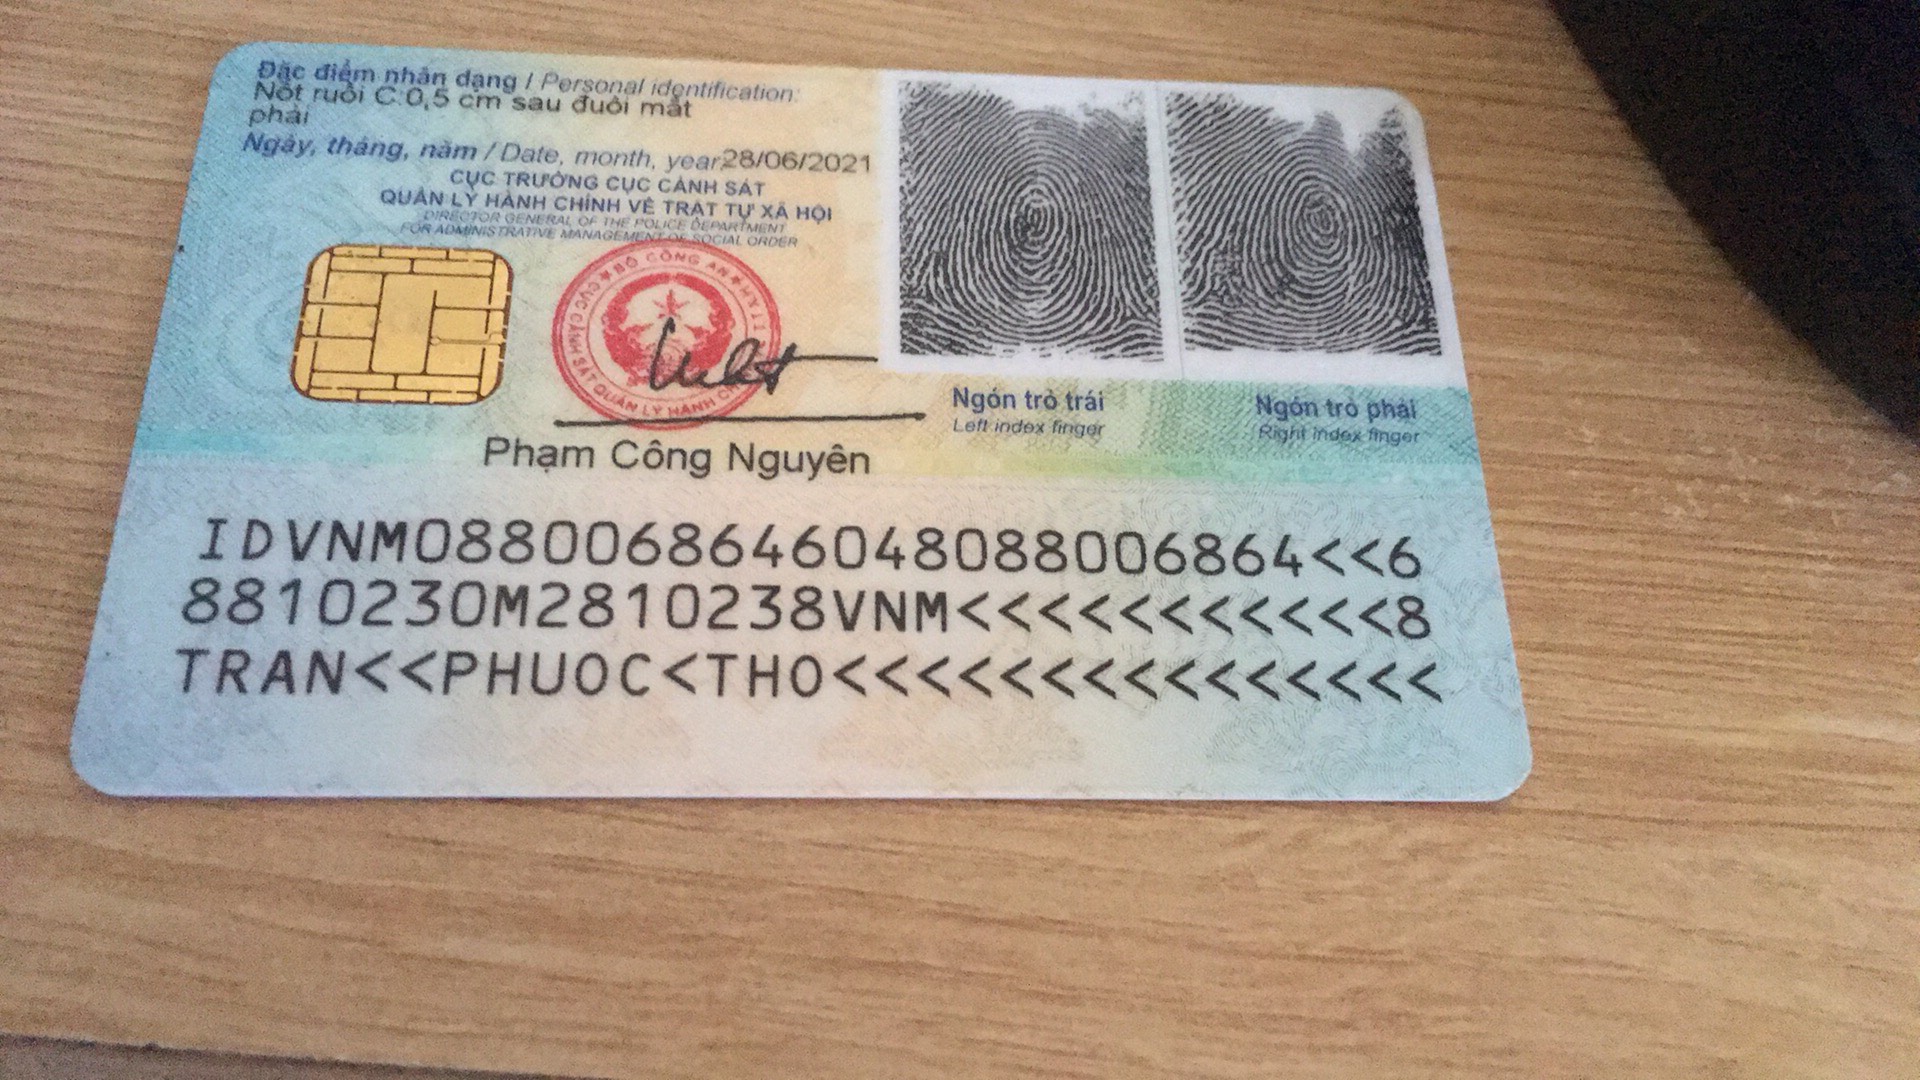 Đặc điểm nhân dạng / Personal identification:
Nốt ruồi C:0,5 cm sau đuôi mắt
phải
Ngày, tháng, năm / Date, month, year:28/06/2021
CỤC TRƯỞNG CỤC CẢNH SÁT
QUẢN LÝ HÀNH CHÍNH VỀ TRẬT TỰ XÃ HỘI
DIRECTOR GENERAL OF THE POLICE DEPARTMENT
FOR ADMINISTRATIVE MANAGEMENT OF SOCIAL ORDER
BỘ CÔNG AN
CỤC CẢNH SÁT QUẢN LÝ HÀNH
Phạm Công Nguyên
Ngón trỏ trái
Left index finger
Ngón trỏ phải
Right index finger
IDVNM0880068646048088006864<<6
8810230M2810238VNM<<<<<<<<<<<8
TRAN<<PHUOC<THO<<<<<<<<<<<<<<<